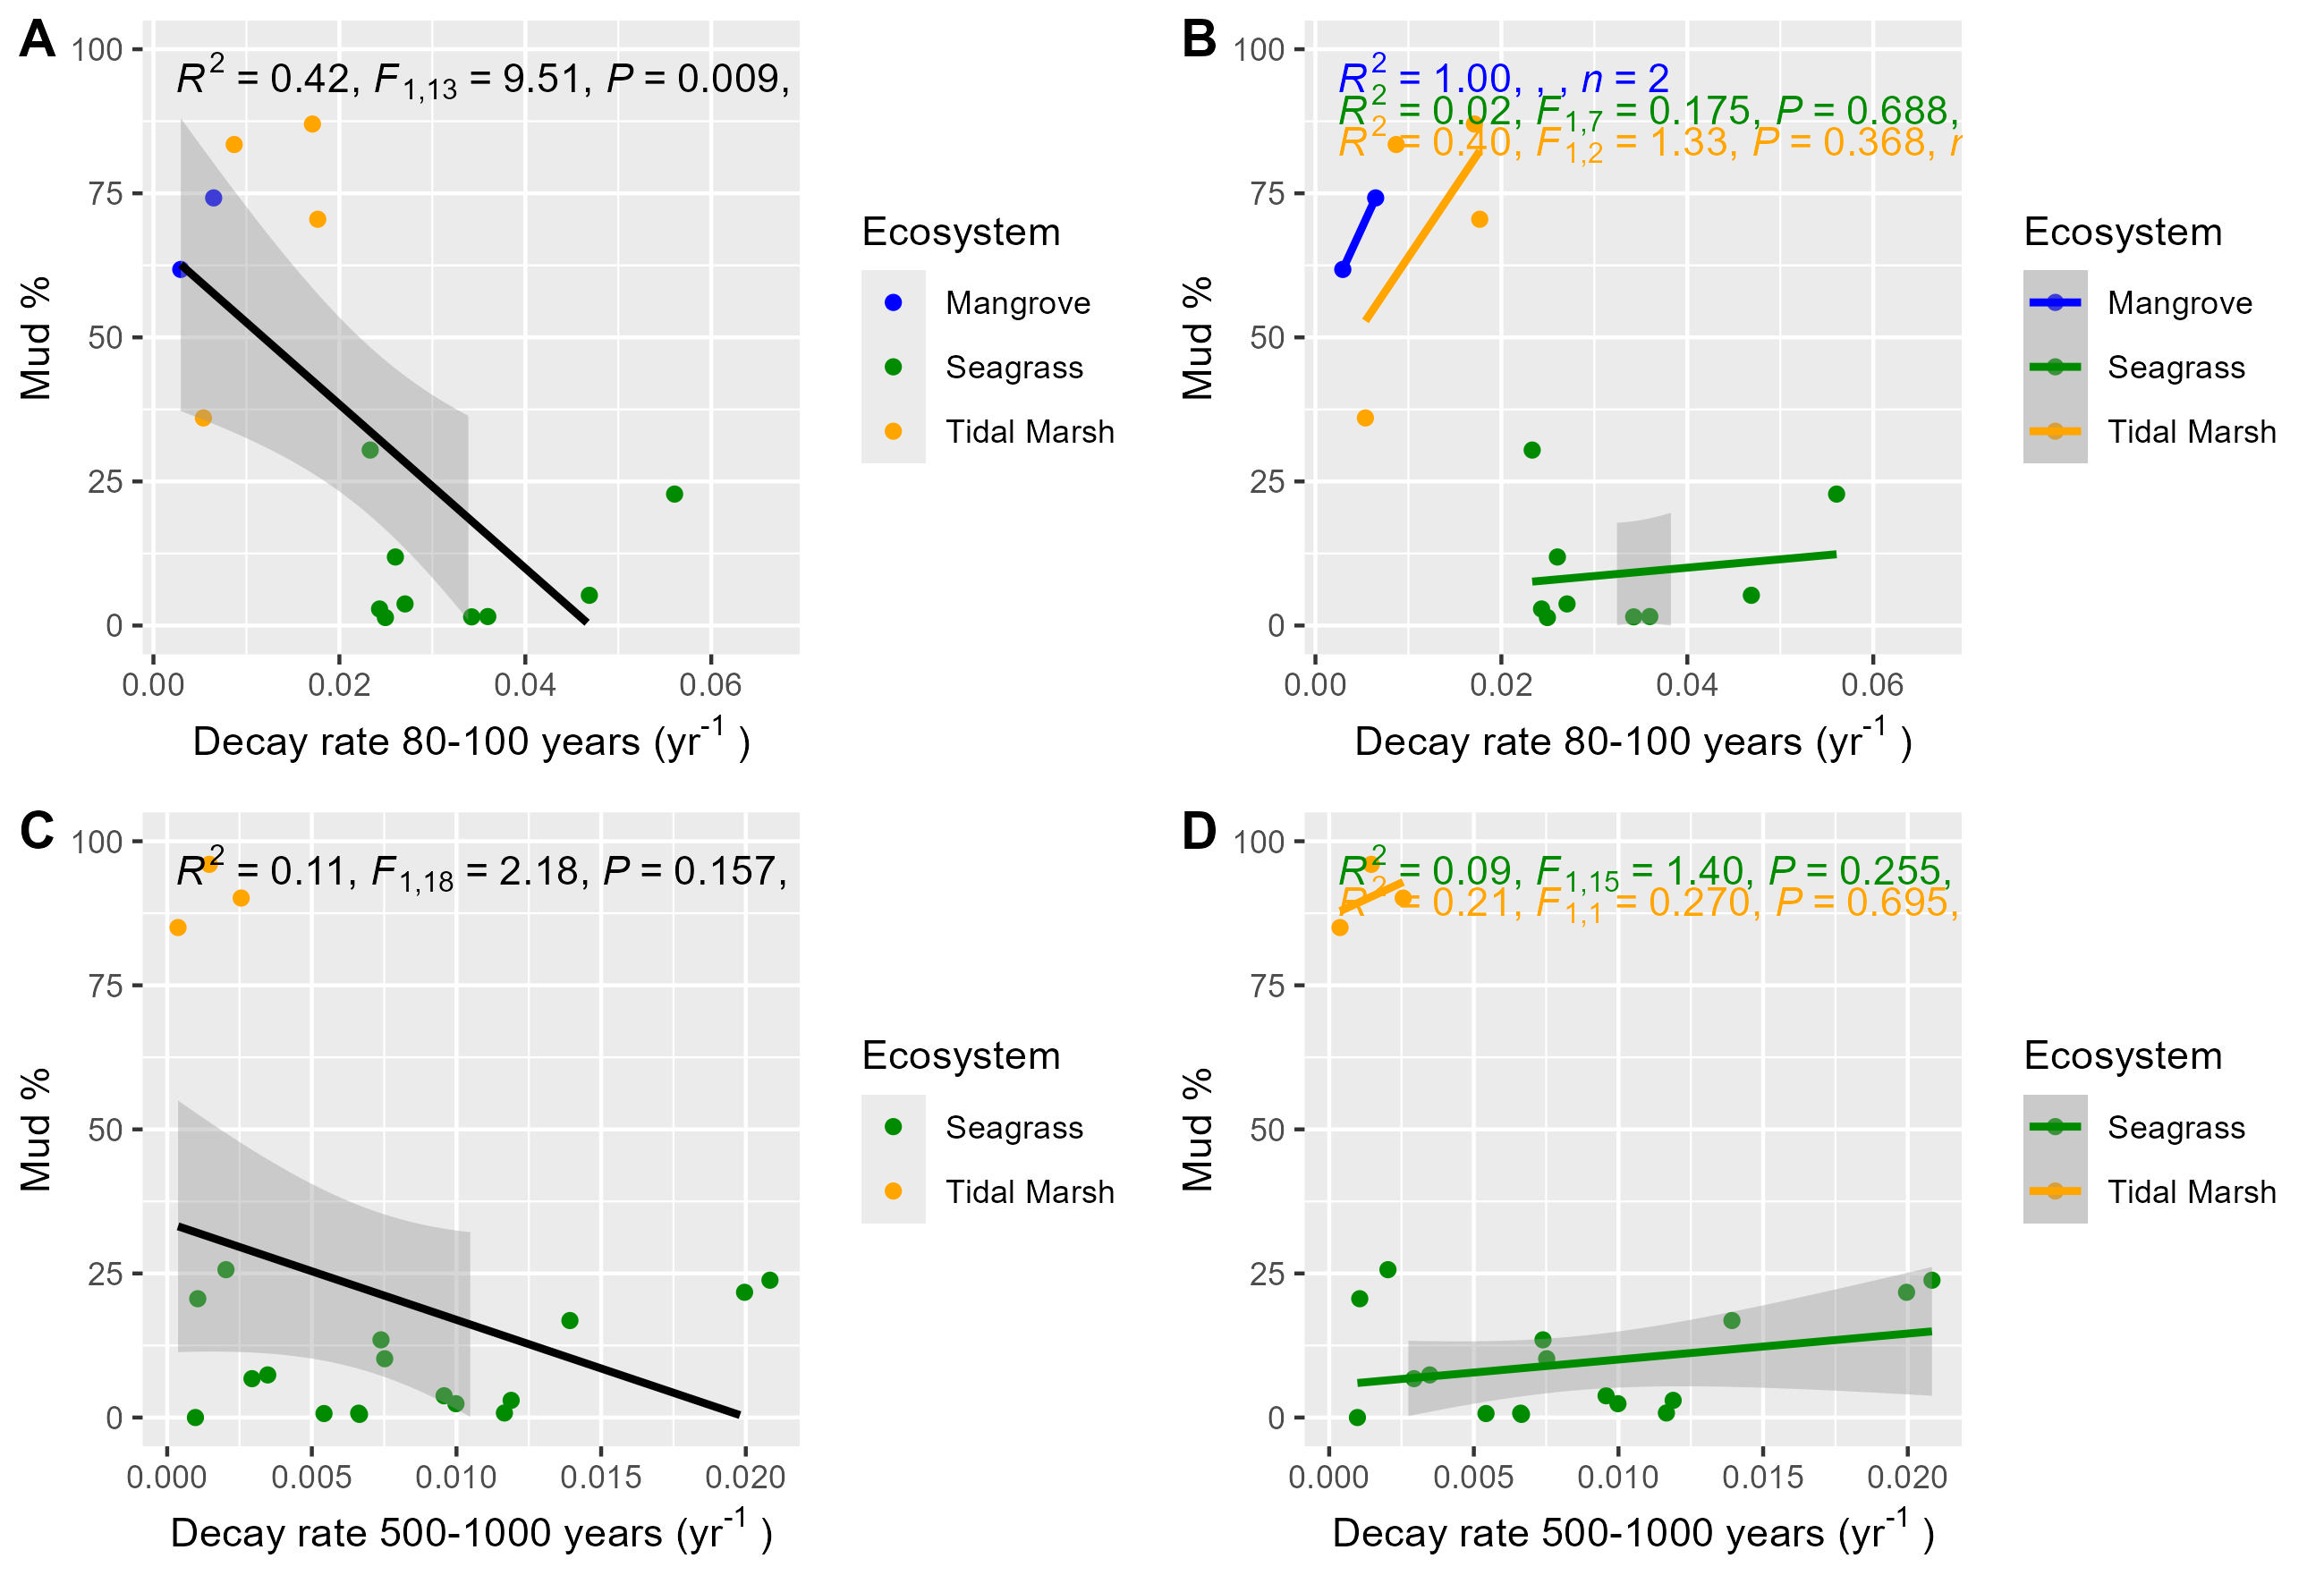 A
100
75
50
25
0
Mud %
R² = 0.42, F1,13 = 9.51, P = 0.009,
0.00 0.02 0.04 0.06
Decay rate 80-100 years (yr-1 )
Ecosystem
Mangrove
Seagrass
Tidal Marsh
B
100
75
50
25
0
Mud %
R² = 1.00, , , n = 2
R² = 0.02, F1,7 = 0.175, P = 0.688,
R² = 0.40, F1,2 = 1.33, P = 0.368, n
0.00 0.02 0.04 0.06
Decay rate 80-100 years (yr-1 )
Ecosystem
Mangrove
Seagrass
Tidal Marsh
C
100
75
50
25
0
Mud %
R² = 0.11, F1,18 = 2.18, P = 0.157,
0.000 0.005 0.010 0.015 0.020
Decay rate 500-1000 years (yr-1 )
Ecosystem
Seagrass
Tidal Marsh
D
100
75
50
25
0
Mud %
R² = 0.09, F1,15 = 1.40, P = 0.255,
R² = 0.21, F1,1 = 0.270, P = 0.695,
0.000 0.005 0.010 0.015 0.020
Decay rate 500-1000 years (yr-1 )
Ecosystem
Seagrass
Tidal Marsh